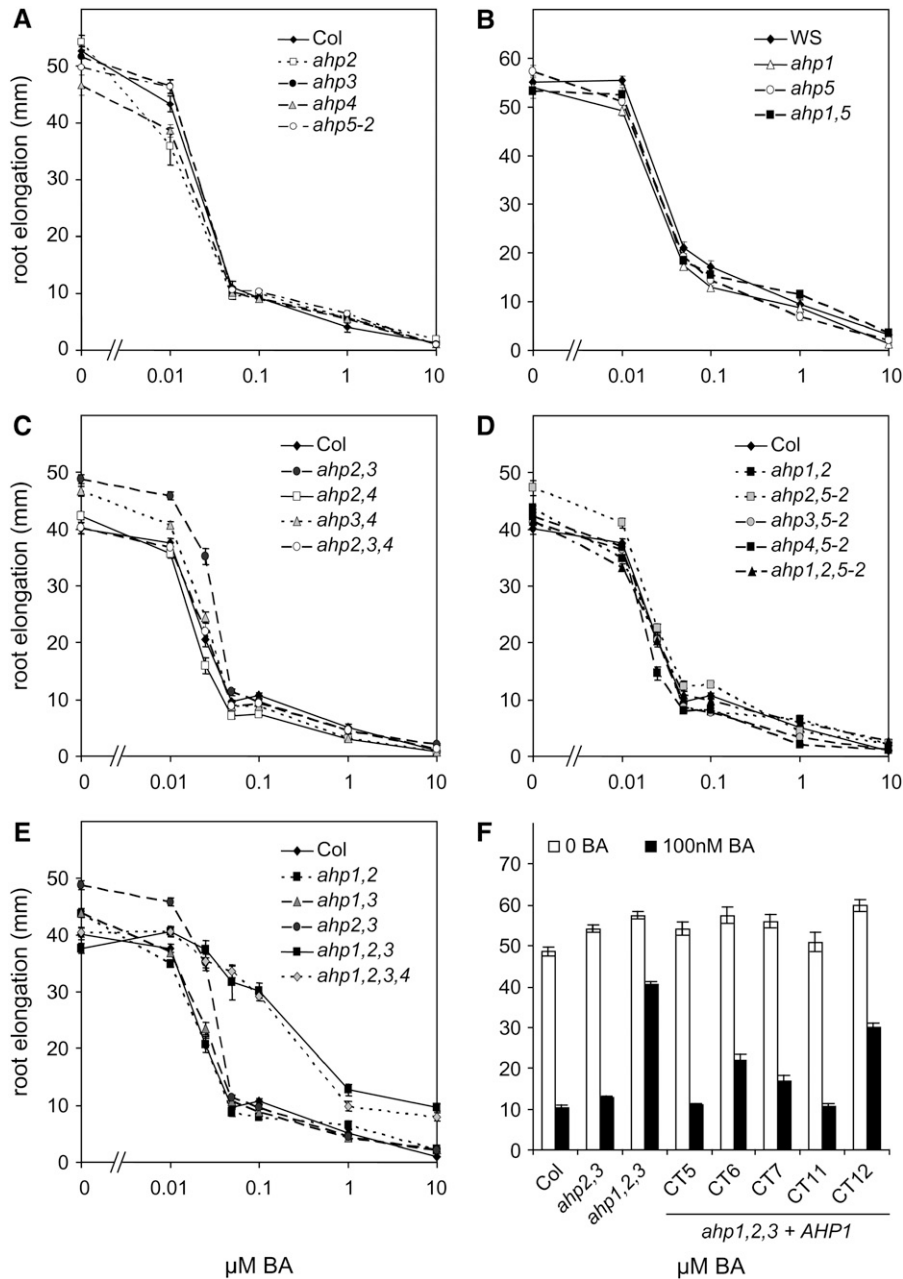 A
Col
ahp2
ahp3
ahp4
ahp5-2
root elongation (mm)
50
40
30
20
10
0
0
0.01
0.1
1
10
B
WS
ahp1
ahp5
ahp1,5
60
50
40
30
20
10
0
0
0.01
0.1
1
10
C
Col
ahp2,3
ahp2,4
ahp3,4
ahp2,3,4
root elongation (mm)
50
40
30
20
10
0
0
0.01
0.1
1
10
D
Col
ahp1,2
ahp2,5-2
ahp3,5-2
ahp4,5-2
ahp1,2,5-2
50
40
30
20
10
0
0
0.01
0.1
1
10
E
Col
ahp1,2
ahp1,3
ahp2,3
ahp1,2,3
ahp1,2,3,4
root elongation (mm)
50
40
30
20
10
0
0
0.01
0.1
1
10
µM BA
F
0 BA
100nM BA
70
60
50
40
30
20
10
0
Col
ahp2,3
ahp1,2,3
CT5
CT6
CT7
CT11
CT12
ahp1,2,3 + AHP1
µM BA